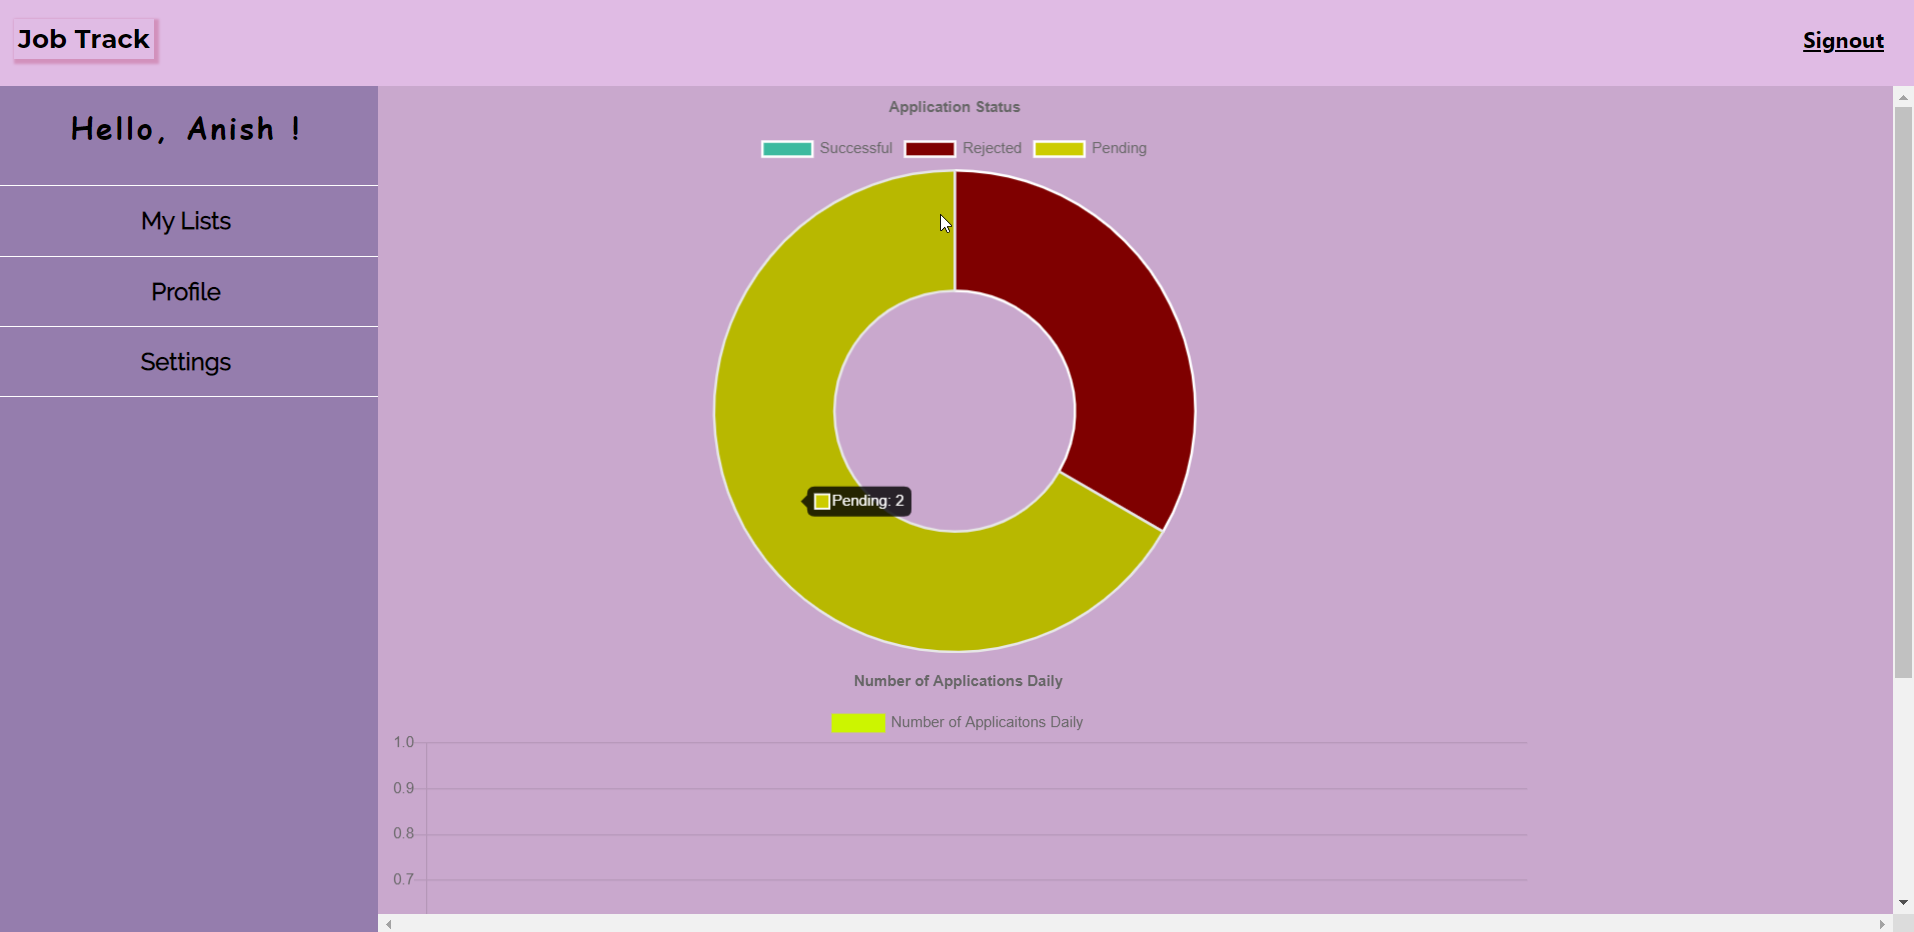 Job Track
Signout
Hello, Anish !
My Lists
Profile
Settings
Application Status
Successful Rejected Pending
Pending: 2
Number of Applications Daily
Number of Applicaitons Daily
1.0
0.9
0.8
0.7